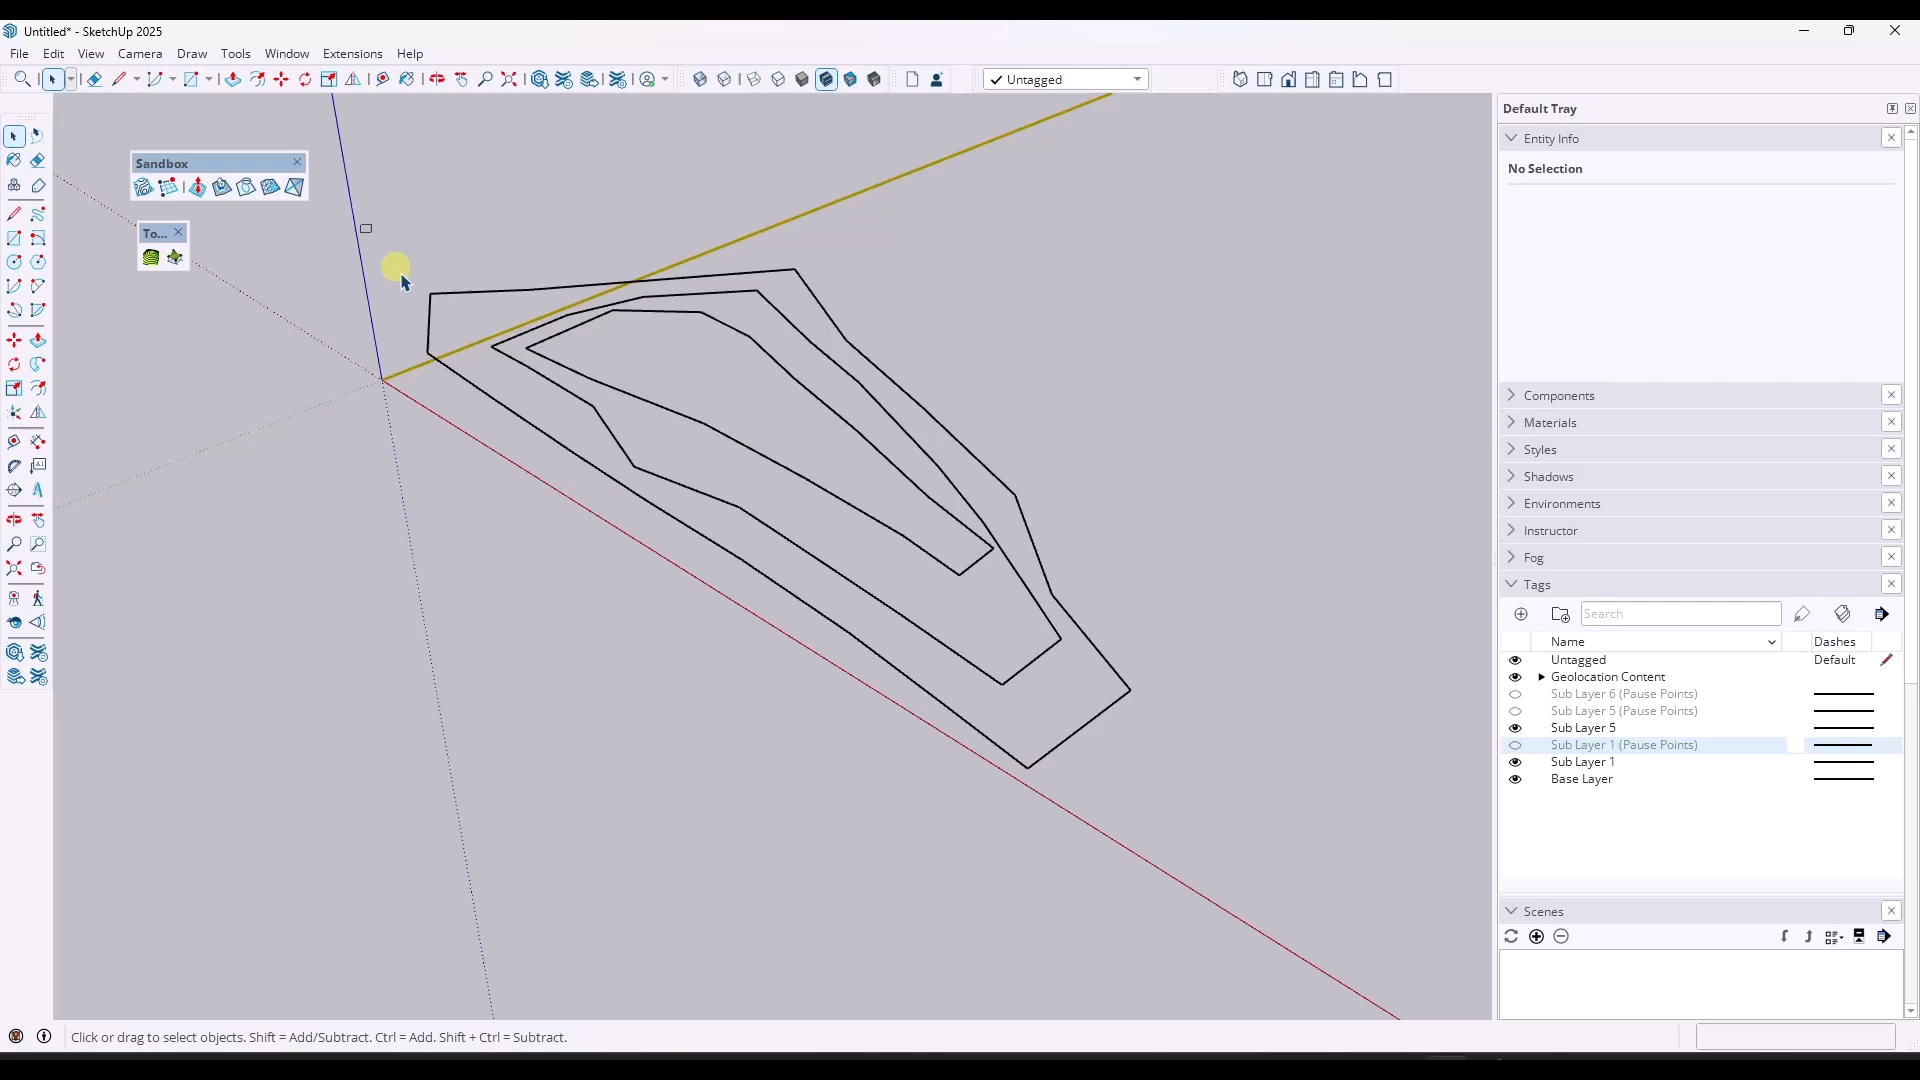 Untitled* - SketchUp 2025
File Edit View Camera Draw Tools Window Extensions Help
Untagged
Default Tray
Entity Info
No Selection
Sandbox
To...
Components
Materials
Styles
Shadows
Environments
Instructor
Fog
Tags
Search
Name Dashes
Untagged Default
Geolocation Content
Sub Layer 6 (Pause Points)
Sub Layer 5 (Pause Points)
Sub Layer 5
Sub Layer 1 (Pause Points)
Sub Layer 1
Base Layer
Scenes
Click or drag to select objects. Shift = Add/Subtract. Ctrl = Add. Shift + Ctrl = Subtract.